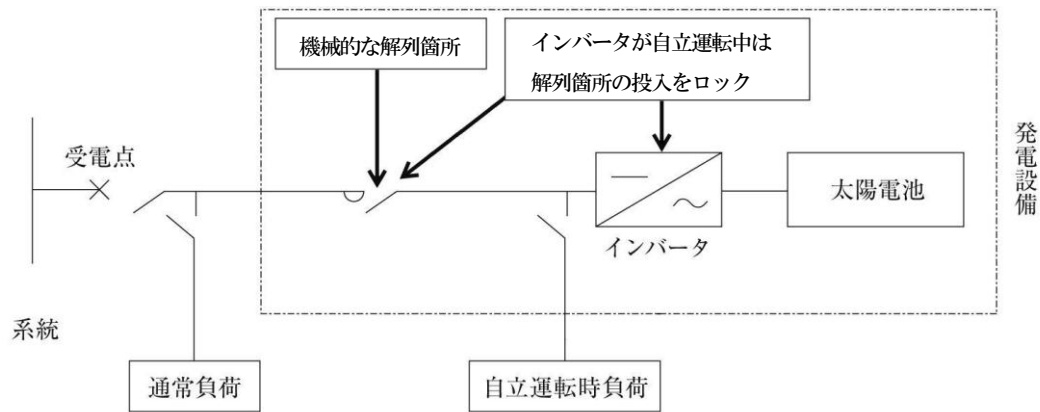 機械的な解列箇所
インバータが自立運転中は
解列箇所の投入をロック
発電設備
受電点
太陽電池
インバータ
系統
通常負荷
自立運転時負荷